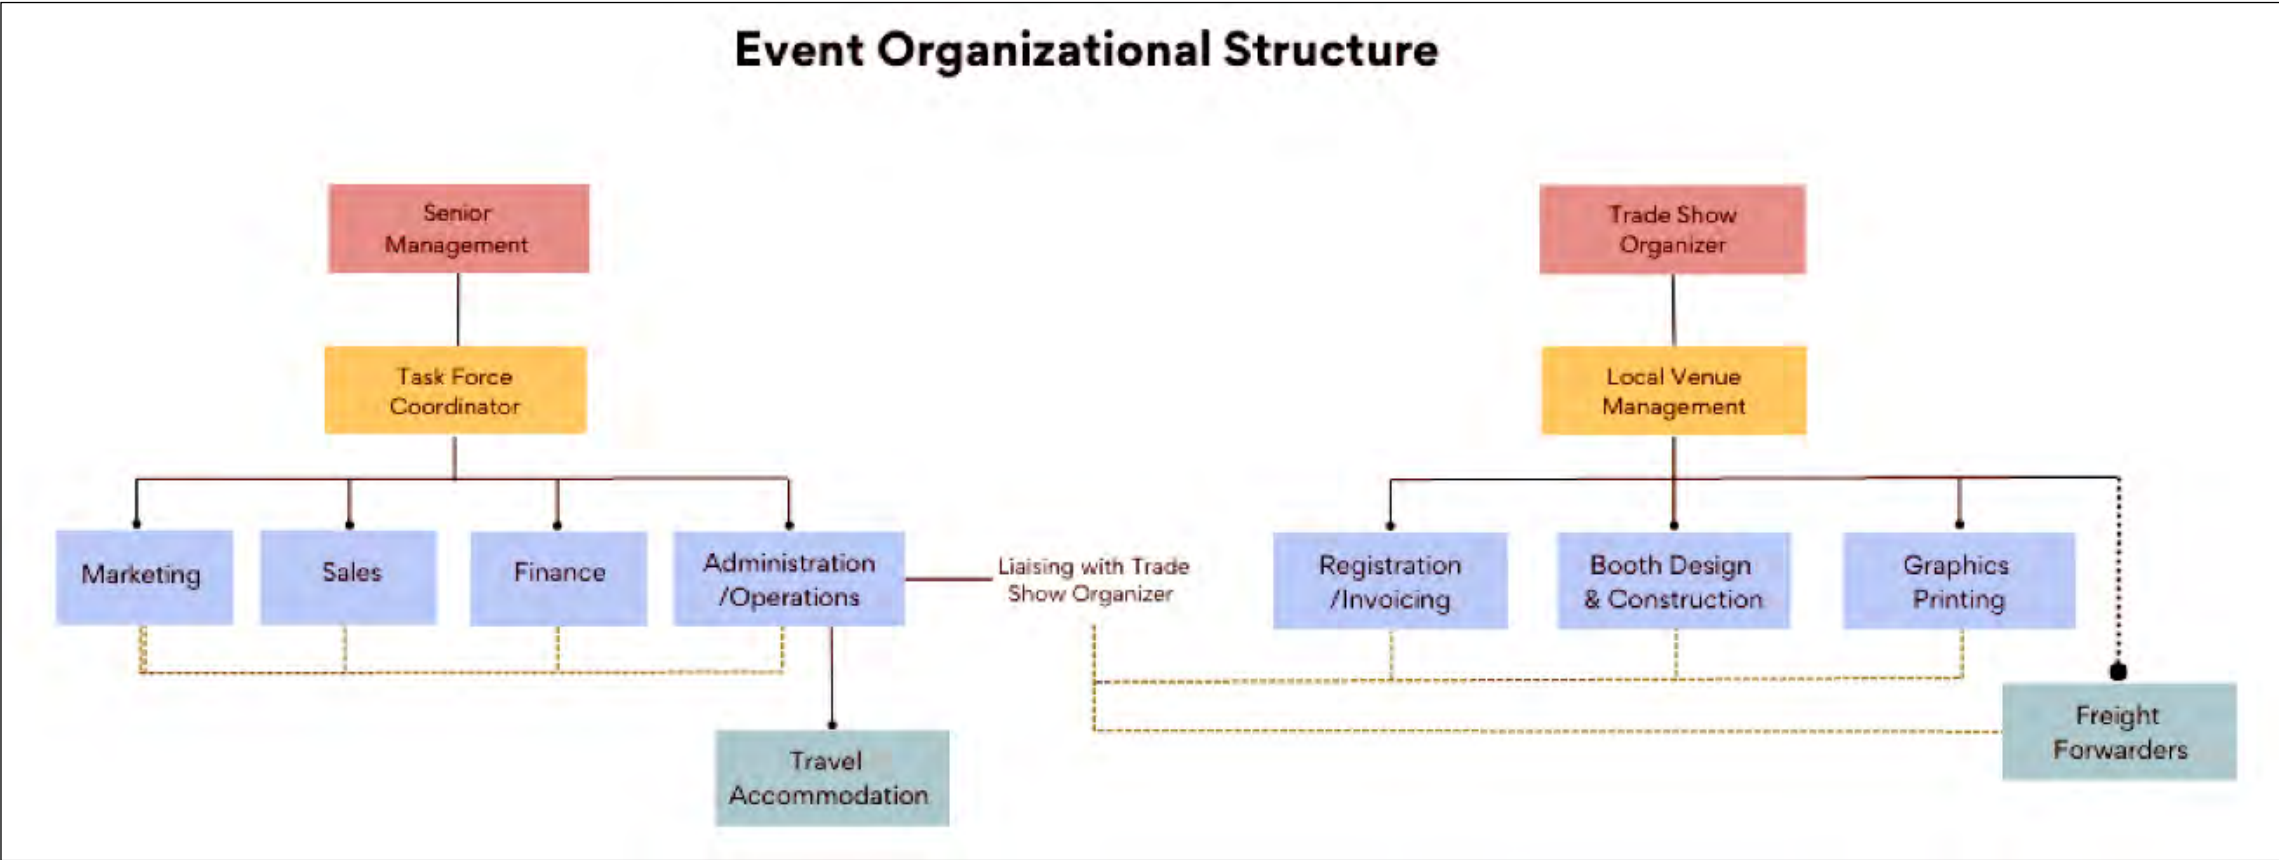 Event Organizational Structure
Senior
Management
Trade Show
Organizer
Task Force
Coordinator
Local Venue
Management
Marketing
Sales
Finance
Administration
/Operations
Liaising with Trade
Show Organizer
Registration
/Invoicing
Booth Design
& Construction
Graphics
Printing
Travel
Accommodation
Freight
Forwarders